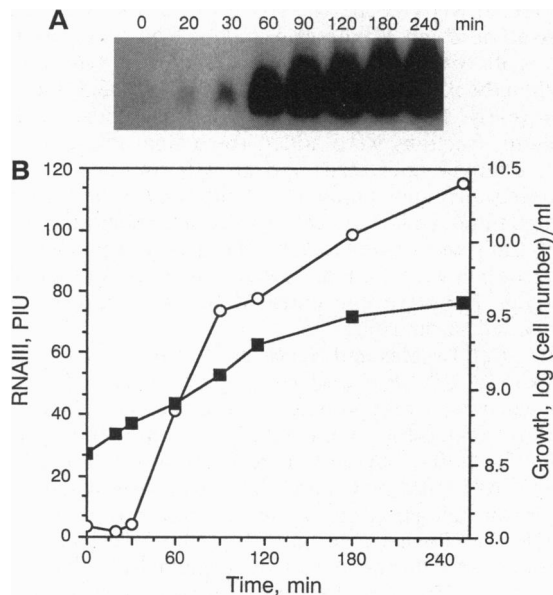 A
0 20 30 60 90 120 180 240 min
B
120
100
80
60
40
20
0
RNAIII, PIU
10.5
10.0
9.5
9.0
8.5
8.0
Growth, log (cell number)/ml
0 60 120 180 240
Time, min